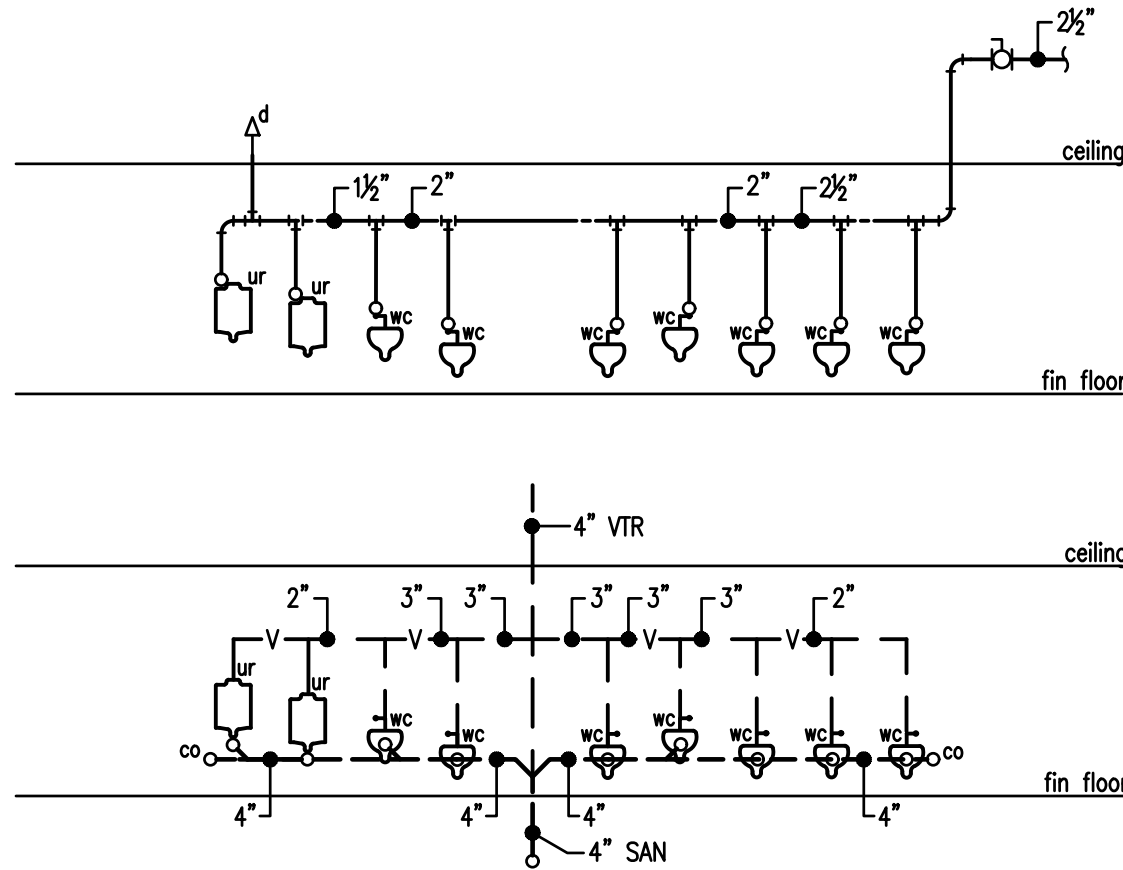 2½”
d
ceiling
1½” 2” 2” 2½”
ur
ur
wc
wc
wc
wc
wc
wc
wc
fin floor
4” VTR
ceiling
2” 3” 3” 3” 3” 3” 2”
V V V V
ur
ur
wc
wc
wc
wc
wc
wc
wc
co
co
fin floor
4” 4” 4” 4”
4” SAN